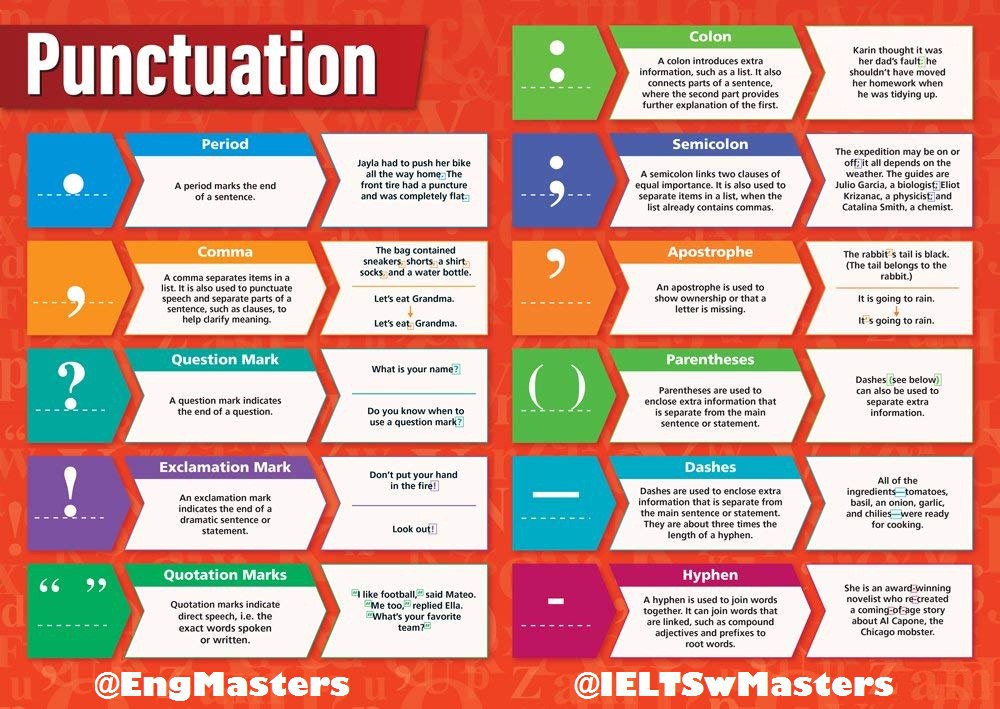 Punctuation
Period
A period marks the end
of a sentence.
Jayla had to push her bike
all the way home. The
front tire had a puncture
and was completely flat.
Comma
A comma separates items in a
list. It is also used to punctuate
speech and separate parts of a
sentence, such as clauses, to
help clarify meaning.
The bag contained
sneakers, shorts, a shirt,
socks, and a water bottle.
Let's eat Grandma.
Let's eat, Grandma.
?
Question Mark
A question mark indicates
the end of a question.
What is your name?
Do you know when to
use a question mark?
!
Exclamation Mark
An exclamation mark
indicates the end of a
dramatic sentence or
statement.
Don't put your hand
in the fire!
Look out!
“ ”
Quotation Marks
Quotation marks indicate
direct speech, i.e. the
exact words spoken
or written.
"I like football," said Mateo.
"Me too," replied Ella.
"What's your favorite
team?"
:
Colon
A colon introduces extra
information, such as a list. It also
connects parts of a sentence,
where the second part provides
further explanation of the first.
Karin thought it was
her dad's fault: he
shouldn't have moved
her homework when
he was tidying up.
;
Semicolon
A semicolon links two clauses of
equal importance. It is also used to
separate items in a list, when the
list already contains commas.
The expedition may be on or
off; it all depends on the
weather. The guides are
Julio Garcia, a biologist; Eliot
Krizanac, a physicist; and
Catalina Smith, a chemist.
’
Apostrophe
An apostrophe is used to
show ownership or that a
letter is missing.
The rabbit's tail is black.
(The tail belongs to the
rabbit.)
It is going to rain.
It's going to rain.
( )
Parentheses
Parentheses are used to
enclose extra information that
is separate from the main
sentence or statement.
Dashes (see below)
can also be used to
separate extra
information.
—
Dashes
Dashes are used to enclose extra
information that is separate from
the main sentence or statement.
They are about three times the
length of a hyphen.
All of the
ingredients—tomatoes,
basil, an onion, garlic,
and chilies—were ready
for cooking.
-
Hyphen
A hyphen is used to join words
together. It can join words that
are linked, such as compound
adjectives and prefixes to
root words.
She is an award-winning
novelist who re-created
a coming-of-age story
about Al Capone, the
Chicago mobster.
@EngMasters
@IELTSwMasters